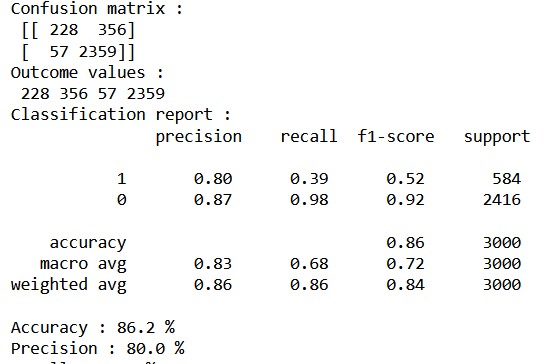 Confusion matrix :
[[ 228 356]
[ 57 2359]]
Outcome values :
228 356 57 2359
Classification report :
precision recall f1-score support
1 0.80 0.39 0.52 584
0 0.87 0.98 0.92 2416
accuracy 0.86 3000
macro avg 0.83 0.68 0.72 3000
weighted avg 0.86 0.86 0.84 3000
Accuracy : 86.2 %
Precision : 80.0 %